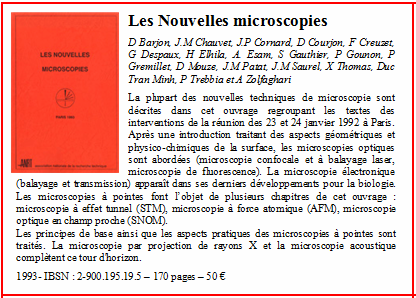 LES NOUVELLES
MICROSCOPIES
PARIS 1992
ANRT
Les Nouvelles microscopies
D Barjon, J.M Chauvet, J.P Cornard, D Courjon, F Creuzet,
G Despaux, H Elhila, A. Esam, S Gauthier, P Gounon, P
Gremillet, D Mouze, J.M Patat, J.M Saurel, X Thomas, Duc
Tran Minh, P Trebbia et A Zolfaghari
La plupart des nouvelles techniques de microscopie sont
décrites dans cet ouvrage regroupant les textes des
interventions de la réunion des 23 et 24 janvier 1992 à Paris.
Après une introduction traitant des aspects géométriques et
physico-chimiques de la surface, les microscopies optiques
sont abordées (microscopie confocale et à balayage laser,
microscopie de fluorescence). La microscopie électronique
(balayage et transmission) apparaît dans ses derniers développements pour la biologie.
Les microscopies à pointes font l'objet de plusieurs chapitres de cet ouvrage :
microscopie à effet tunnel (STM), microscopie à force atomique (AFM), microscopie
optique en champ proche (SNOM).
Les principes de base ainsi que les aspects pratiques des microscopies à pointes sont
traités. La microscopie par projection de rayons X et la microscopie acoustique
complètent ce tour d'horizon.
1993- IBSN : 2-900.195.19.5 – 170 pages – 50 €